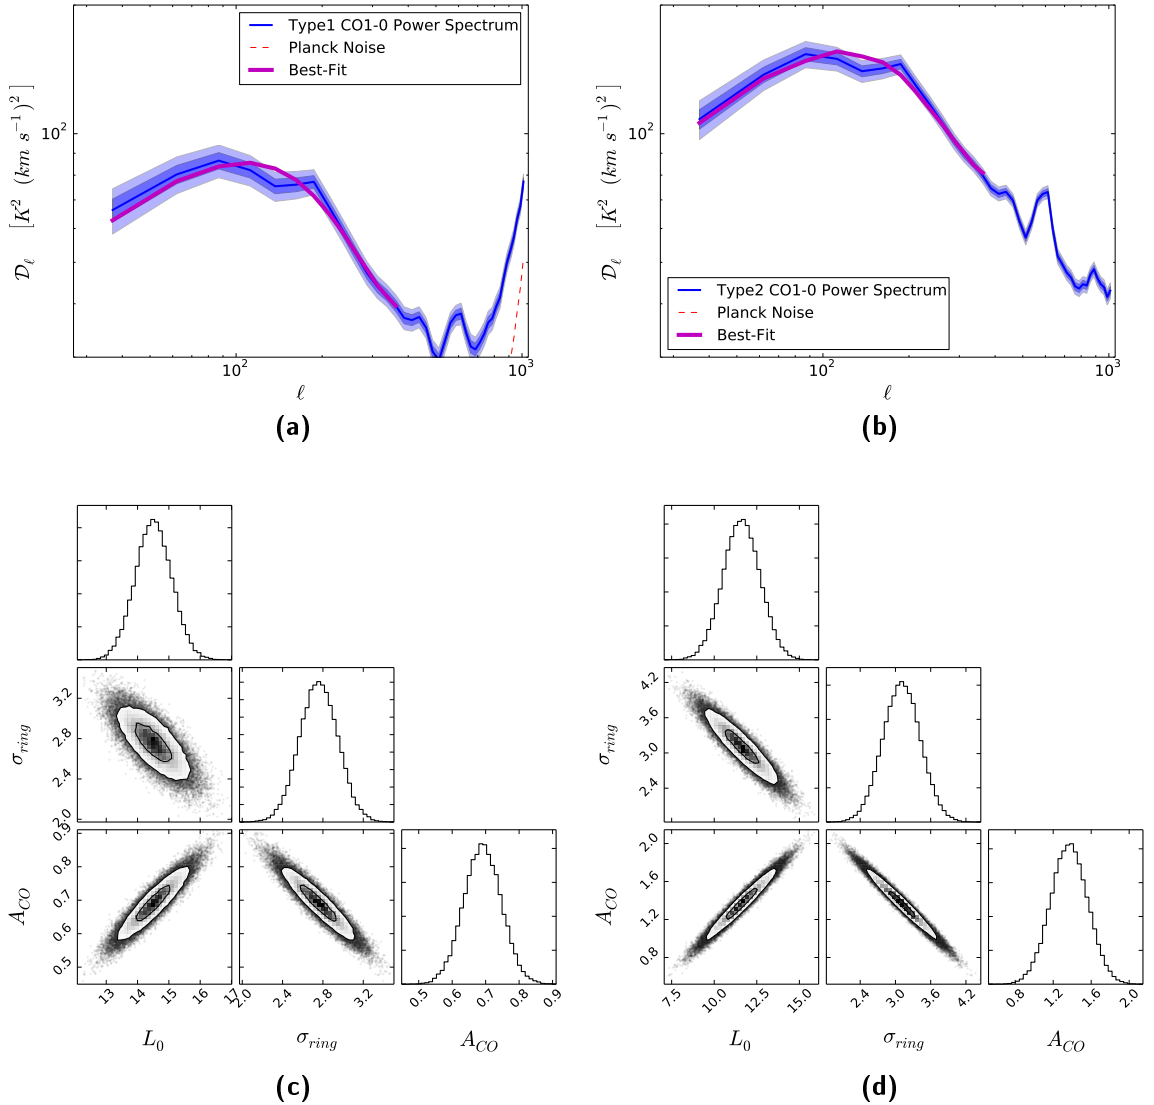 Type1 CO1-0 Power Spectrum
Planck Noise
Best-Fit
10²
𝒟ℓ [K² (km s⁻¹)²]
10² 10³
ℓ
(a)
10²
𝒟ℓ [K² (km s⁻¹)²]
Type2 CO1-0 Power Spectrum
Planck Noise
Best-Fit
10² 10³
ℓ
(b)
3.2
2.8
2.4
2.0
σring
0.9
0.8
0.7
0.6
0.5
ACO
13 14 15 16 17
2.0 2.4 2.8 3.2
0.5 0.6 0.7 0.8 0.9
L0 σring ACO
(c)
4.2
3.6
3.0
2.4
σring
2.0
1.6
1.2
0.8
ACO
7.5 10.0 12.5 15.0
2.4 3.0 3.6 4.2
0.8 1.2 1.6 2.0
L0 σring ACO
(d)